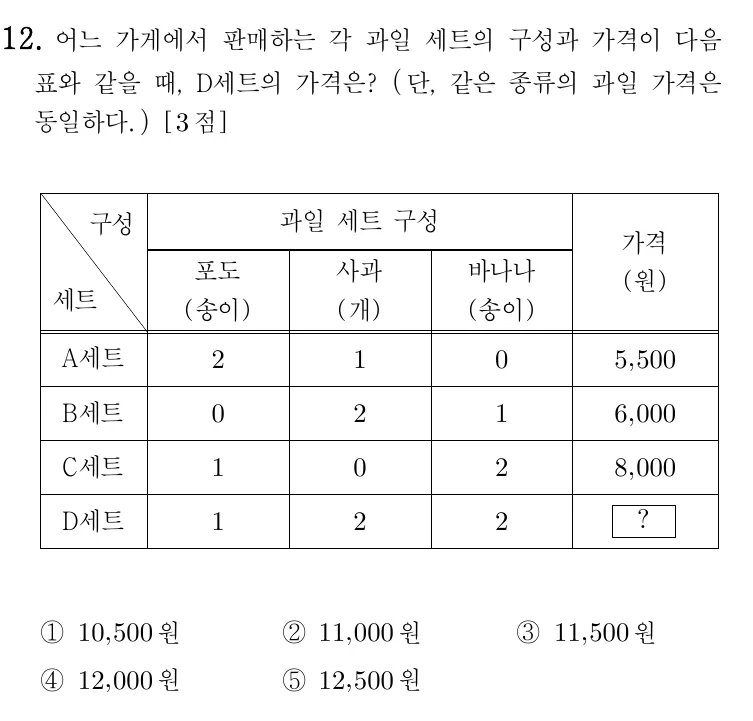 12. 어느 가게에서 판매하는 각 과일 세트의 구성과 가격이 다음
표와 같을 때, D세트의 가격은? (단, 같은 종류의 과일 가격은
동일하다.) [3점]
구성
세트
과일 세트 구성
가격
(원)
포도
(송이)
사과
(개)
바나나
(송이)
A세트 2 1 0 5,500
B세트 0 2 1 6,000
C세트 1 0 2 8,000
D세트 1 2 2 ?
① 10,500원 ② 11,000원 ③ 11,500원
④ 12,000원 ⑤ 12,500원